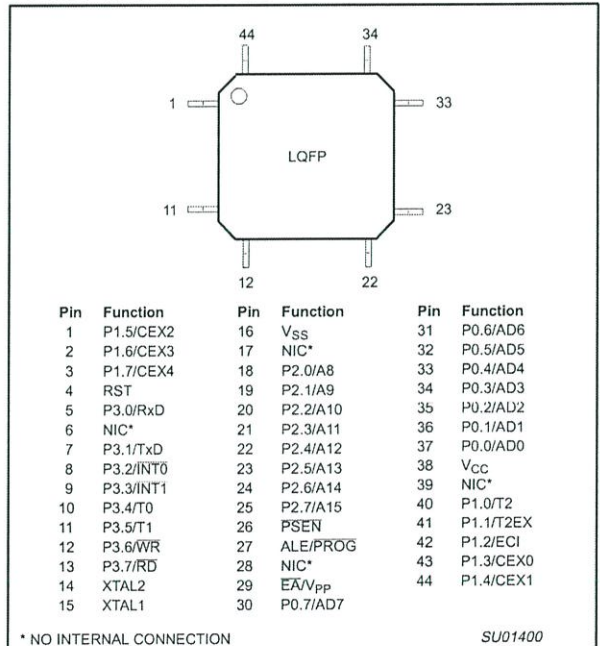 44 34
1 33
LQFP
11 23
12 22
Pin Function Pin Function Pin Function
1 P1.5/CEX2 16 VSS 31 P0.6/AD6
2 P1.6/CEX3 17 NIC* 32 P0.5/AD5
3 P1.7/CEX4 18 P2.0/A8 33 P0.4/AD4
4 RST 19 P2.1/A9 34 P0.3/AD3
5 P3.0/RxD 20 P2.2/A10 35 P0.2/AD2
6 NIC* 21 P2.3/A11 36 P0.1/AD1
7 P3.1/TxD 22 P2.4/A12 37 P0.0/AD0
8 P3.2/I̅N̅T̅0̅ 23 P2.5/A13 38 VCC
9 P3.3/I̅N̅T̅1̅ 24 P2.6/A14 39 NIC*
10 P3.4/T0 25 P2.7/A15 40 P1.0/T2
11 P3.5/T1 26 P̅S̅E̅N̅ 41 P1.1/T2EX
12 P3.6/W̅R̅ 27 ALE/P̅R̅O̅G̅ 42 P1.2/ECI
13 P3.7/R̅D̅ 28 NIC* 43 P1.3/CEX0
14 XTAL2 29 E̅A̅/VPP 44 P1.4/CEX1
15 XTAL1 30 P0.7/AD7
* NO INTERNAL CONNECTION SU01400